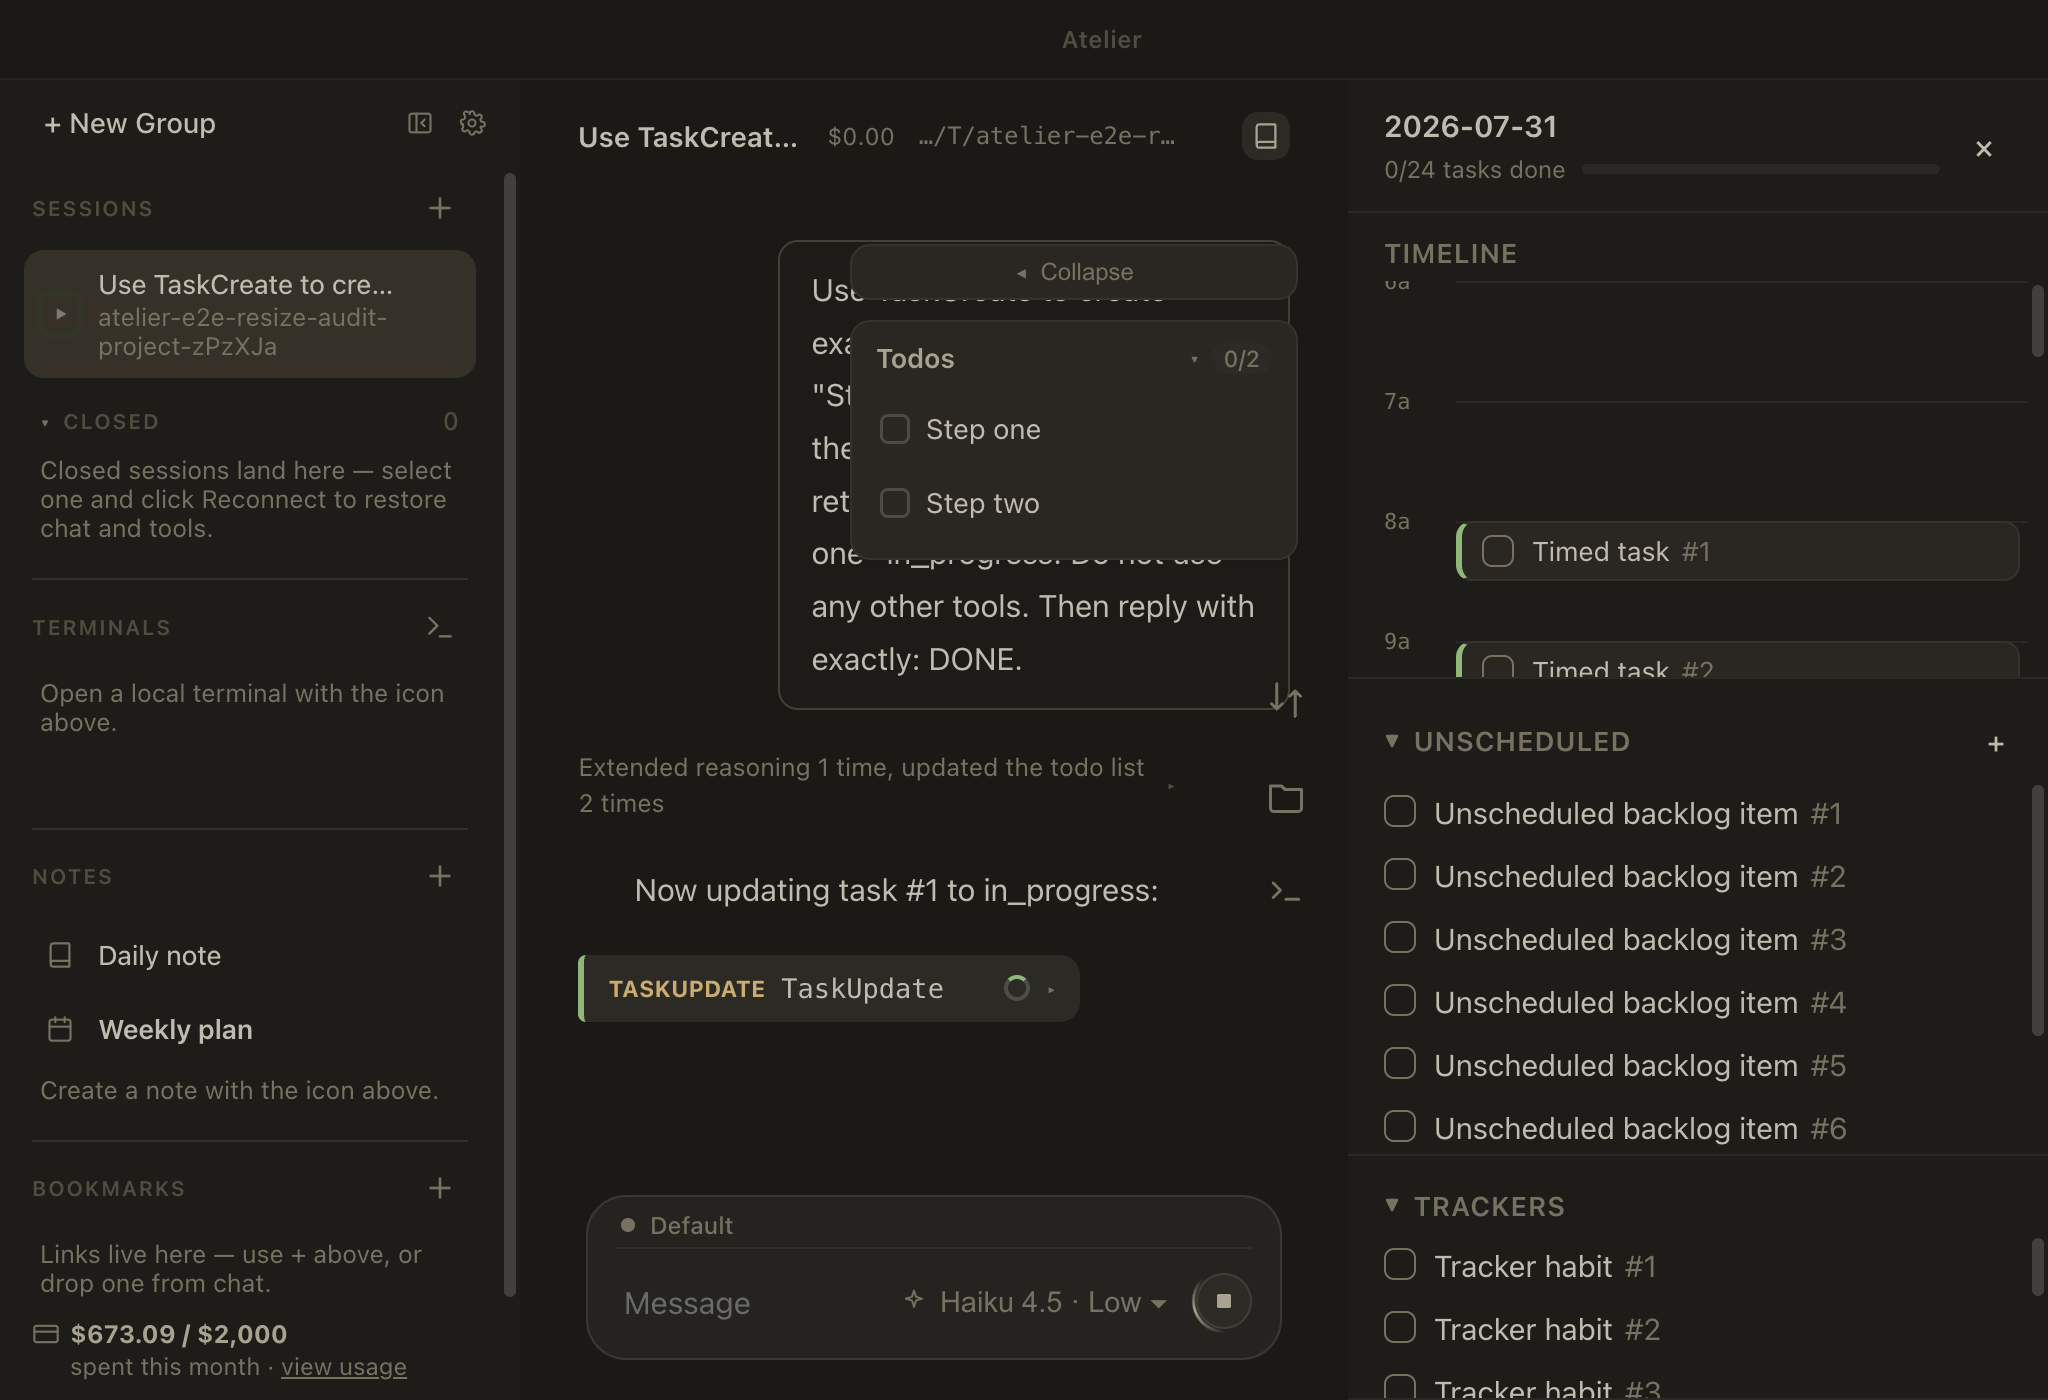 Atelier
+ New Group
SESSIONS
Use TaskCreate to cre...
atelier-e2e-resize-audit-
project-zPzXJa
CLOSED 0
Closed sessions land here — select
one and click Reconnect to restore
chat and tools.
TERMINALS
Open a local terminal with the icon
above.
NOTES
Daily note
Weekly plan
Create a note with the icon above.
BOOKMARKS
Links live here — use + above, or
drop one from chat.
$673.09 / $2,000
spent this month · view usage
Use TaskCreat... $0.00 …/T/atelier-e2e-r…
Collapse
Todos 0/2
Step one
Step two
any other tools. Then reply with
exactly: DONE.
Extended reasoning 1 time, updated the todo list
2 times
Now updating task #1 to in_progress:
TASKUPDATE TaskUpdate
Default
Message Haiku 4.5 · Low
2026-07-31
0/24 tasks done
TIMELINE
6a
7a
8a
Timed task #1
9a
Timed task #2
UNSCHEDULED
Unscheduled backlog item #1
Unscheduled backlog item #2
Unscheduled backlog item #3
Unscheduled backlog item #4
Unscheduled backlog item #5
Unscheduled backlog item #6
TRACKERS
Tracker habit #1
Tracker habit #2
Tracker habit #3